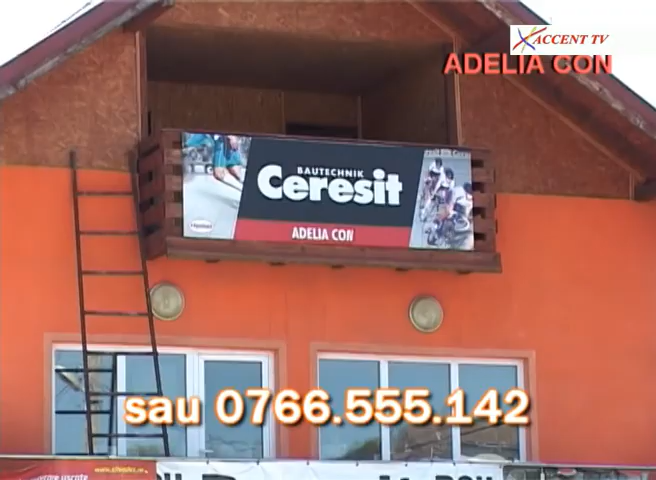 ACCENT TV
ADELIA CON
BAUTECHNIK
Ceresit
ADELIA CON
sau 0766.555.142